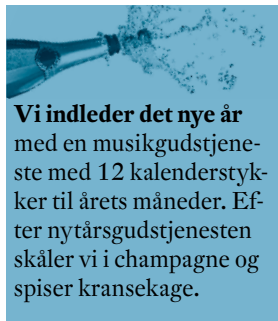 Vi indleder det nye år
med en musikgudstjene-
ste med 12 kalenderstyk-
ker til årets måneder. Ef-
ter nytårsgudstjenesten
skåler vi i champagne og
spiser kransekage.